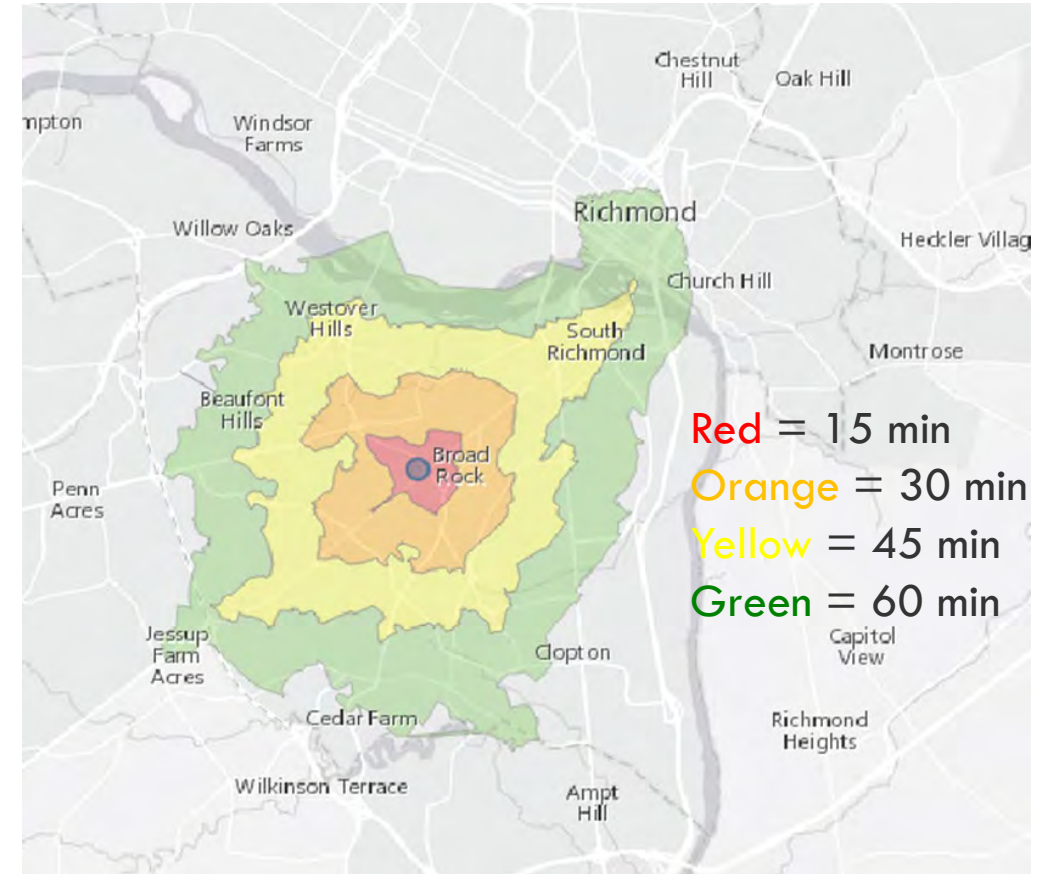 Chestnut
Hill
Oak Hill
mpton
Windsor
Farms
Richmond
Willow Oaks
Heckler Villag
Church Hill
Westover
Hills
South
Richmond
Montrose
Beaufont
Hills
Red = 15 min
Broad
Rock
Penn
Acres
Orange = 30 min
Yellow = 45 min
Green = 60 min
Jessup
Farm
Acres
Clopton
Capitol
View
Cedar Farm
Richmond
Heights
Wilkinson Terrace
Ampt
Hill